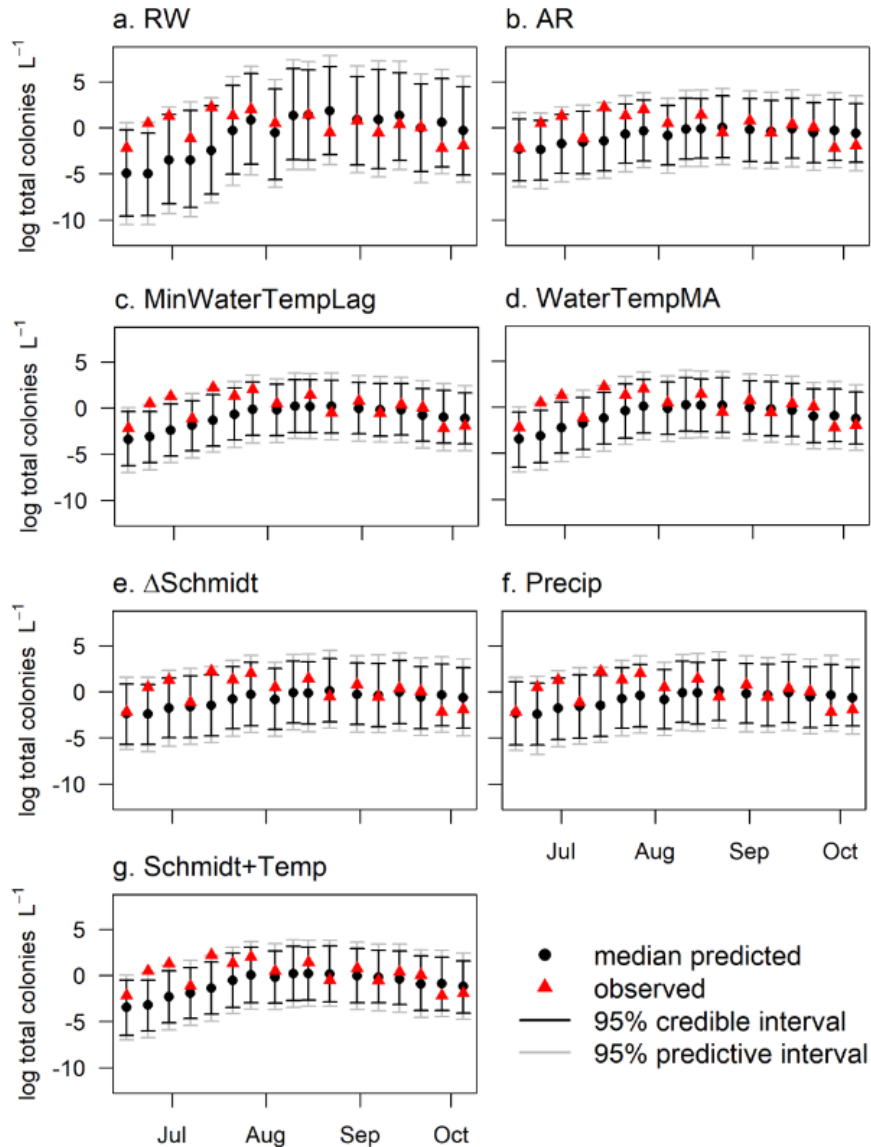 a. RW
b. AR
log total colonies L⁻¹
5
0
-5
-10
c. MinWaterTempLag
d. WaterTempMA
log total colonies L⁻¹
5
0
-5
-10
e. ΔSchmidt
f. Precip
log total colonies L⁻¹
5
0
-5
-10
Jul Aug Sep Oct
g. Schmidt+Temp
log total colonies L⁻¹
5
0
-5
-10
Jul Aug Sep Oct
median predicted
observed
95% credible interval
95% predictive interval